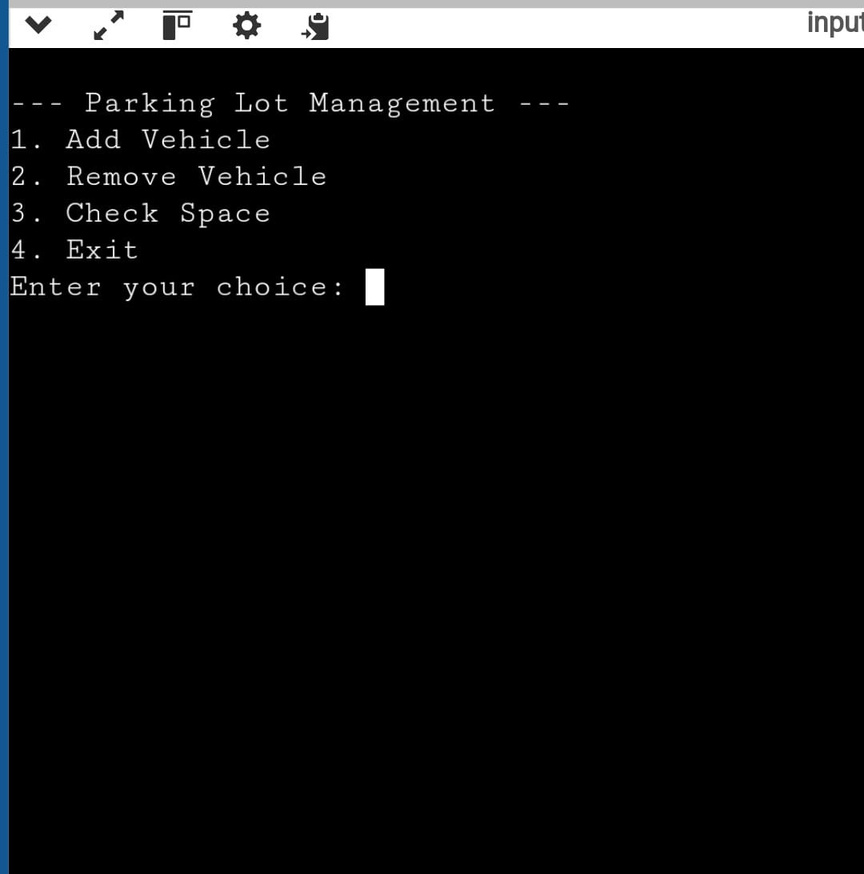 input
--- Parking Lot Management ---
1. Add Vehicle
2. Remove Vehicle
3. Check Space
4. Exit
Enter your choice: